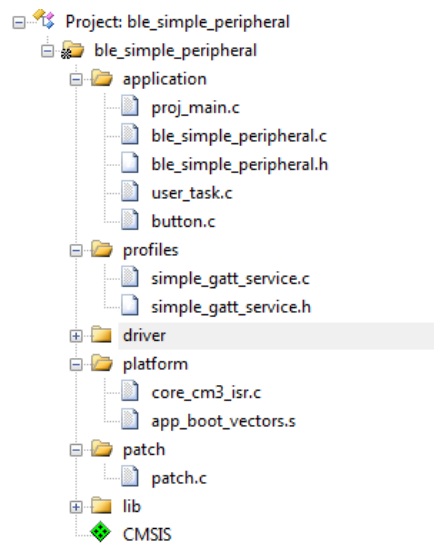 Project: ble_simple_peripheral
ble_simple_peripheral
application
proj_main.c
ble_simple_peripheral.c
ble_simple_peripheral.h
user_task.c
button.c
profiles
simple_gatt_service.c
simple_gatt_service.h
driver
platform
core_cm3_isr.c
app_boot_vectors.s
patch
patch.c
lib
CMSIS